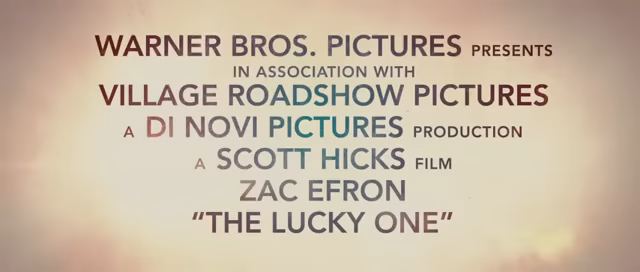 WARNER BROS. PICTURES PRESENTS
IN ASSOCIATION WITH
VILLAGE ROADSHOW PICTURES
A DI NOVI PICTURES PRODUCTION
A SCOTT HICKS FILM
ZAC EFRON
“THE LUCKY ONE”